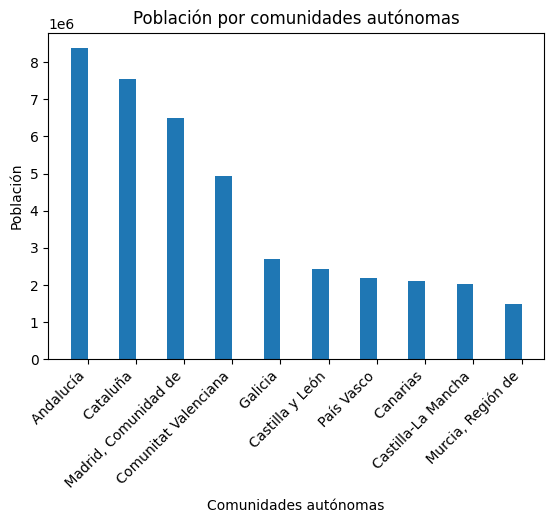 Población por comunidades autónomas
1e6
8
7
6
5
4
3
2
1
0
Población
Andalucía
Cataluña
Madrid, Comunidad de
Comunitat Valenciana
Galicia
Castilla y León
País Vasco
Canarias
Castilla-La Mancha
Murcia, Región de
Comunidades autónomas